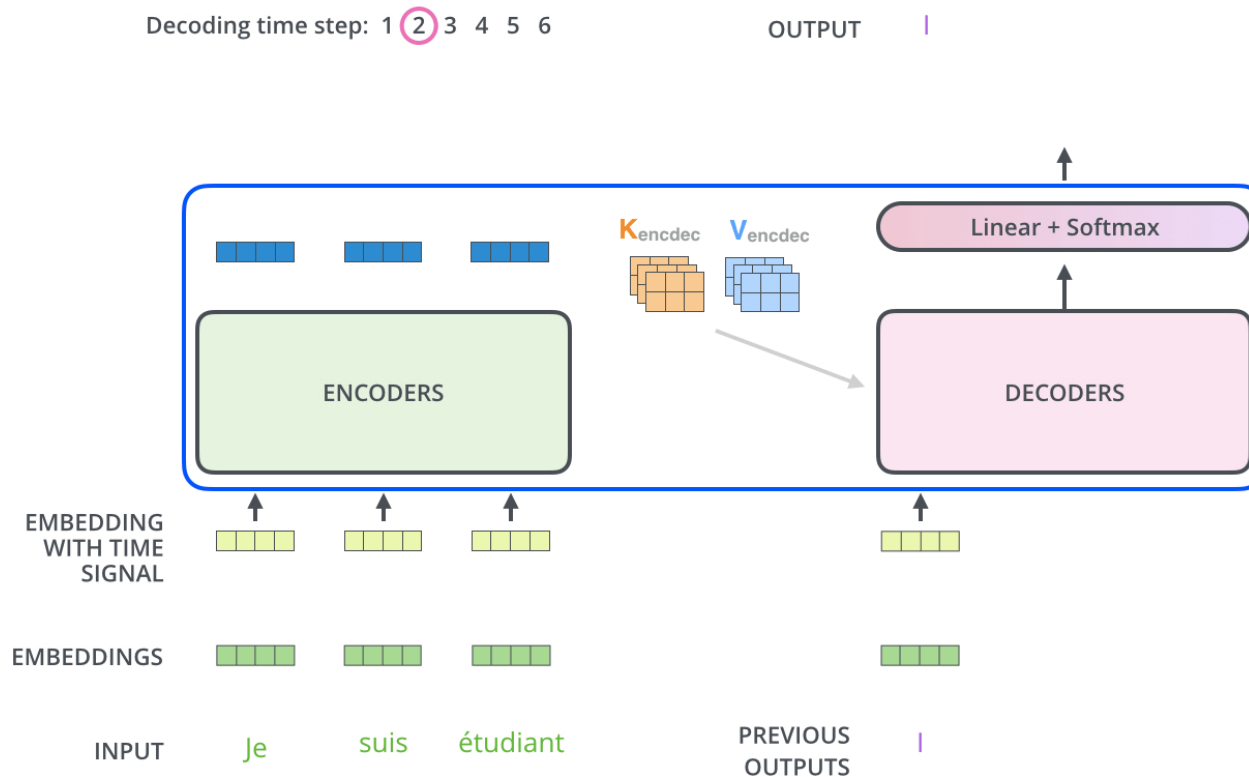 Decoding time step: 1 2 3 4 5 6
OUTPUT
I
Kencdec
Vencdec
Linear + Softmax
ENCODERS
DECODERS
EMBEDDING
WITH TIME
SIGNAL
EMBEDDINGS
INPUT
Je
suis
étudiant
PREVIOUS
OUTPUTS
I